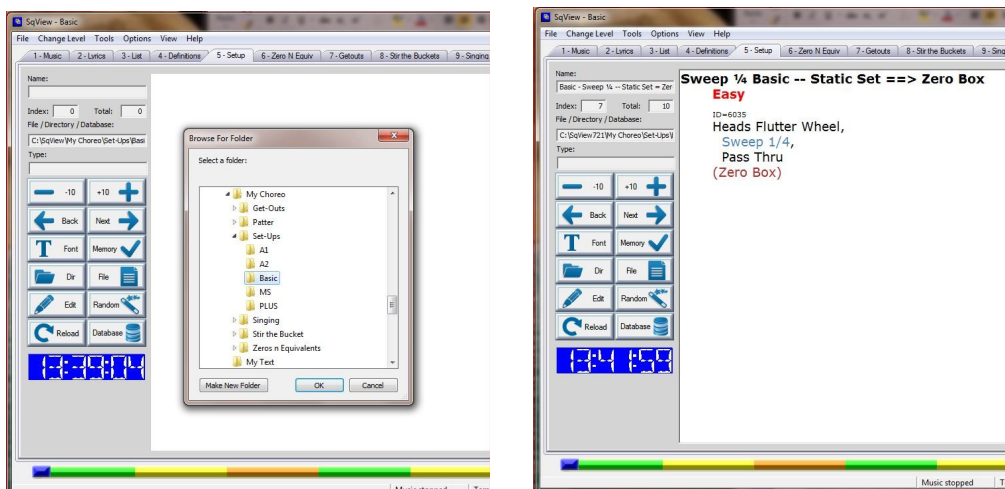 SqView - Basic
File Change Level Tools Options View Help
1 - Music 2 - Lyrics 3 - List 4 - Definitions 5 - Setup 6 - Zero N Equiv 7 - Getouts 8 - Stir the Buckets 9 - Singing
Name:
Index: 0 Total: 0
File / Directory / Database:
C:\SqView\My Choreo\Set-Ups\Basi
Type:
-10 +10
Back Next
Font Memory
Dir File
Edit Random
Reload Database
13:39:04
Browse For Folder
Select a folder:
My Choreo
Get-Outs
Patter
Set-Ups
A1
A2
Basic
MS
PLUS
Singing
Stir the Bucket
Zeros n Equivalents
My Text
Make New Folder OK Cancel
SqView - Basic
File Change Level Tools Options View Help
1 - Music 2 - Lyrics 3 - List 4 - Definitions 5 - Setup 6 - Zero N Equiv 7 - Getouts 8 - Stir the Buckets 9 - Sing
Name:
Basic - Sweep ¼ -- Static Set = Zer
Index: 7 Total: 10
File / Directory / Database:
C:\SqView721\My Choreo\Set-Ups\
Type:
-10 +10
Back Next
Font Memory
Dir File
Edit Random
Reload Database
13:41:59
Sweep ¼ Basic -- Static Set ==> Zero Box
Easy
ID=6035
Heads Flutter Wheel,
Sweep 1/4,
Pass Thru
(Zero Box)
Music stopped